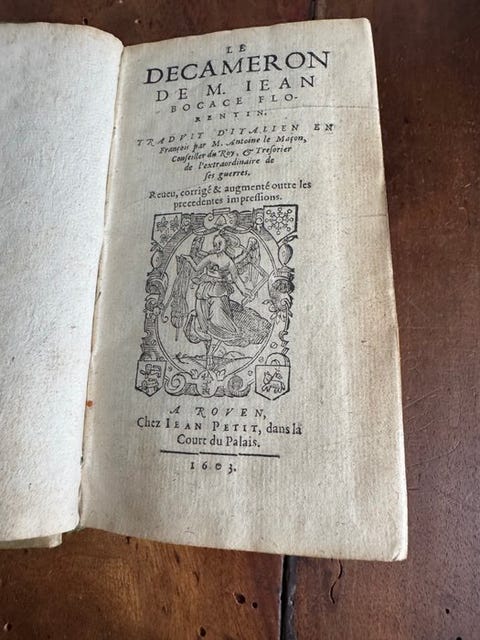 LE
DECAMERON
DE M. IEAN
BOCACE FLO-
RENTIN.
TRADVIT D'ITALIEN EN
François par M. Antoine le Maçon,
Conseiller du Roy, & Tresorier
de l'extraordinaire de
ses guerres.
Reueu, corrigé & augmenté outre les
precedentes impressions.
A ROVEN,
Chez IEAN PETIT, dans la
Court du Palais.
1603.